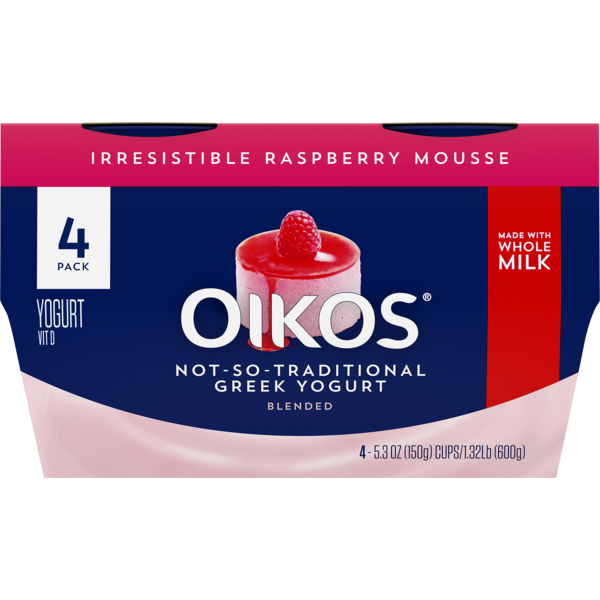 IRRESISTIBLE RASPBERRY MOUSSE
4
PACK
MADE WITH
WHOLE
MILK
YOGURT
VIT D
OIKOS®
NOT-SO-TRADITIONAL
GREEK YOGURT
BLENDED
4 - 5.3 OZ (150g) CUPS/1.32Lb (600g)